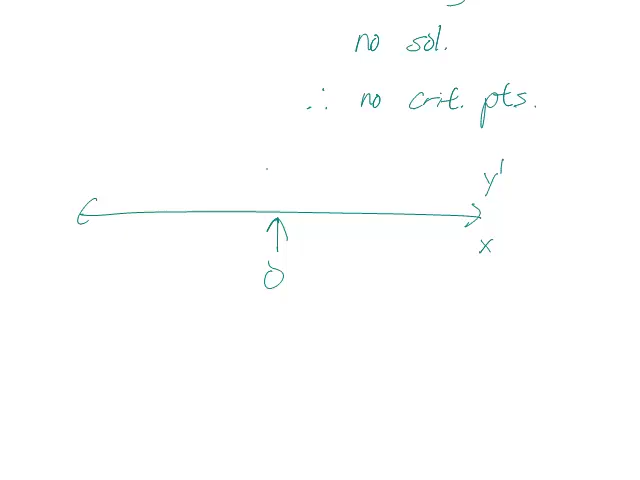 no sol.
∴ no crit. pts.
y'
x
0